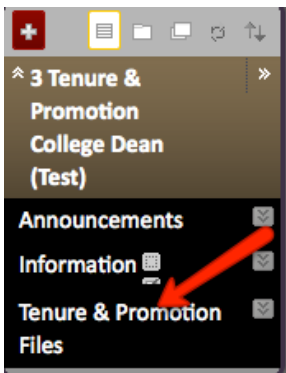 3 Tenure &
Promotion
College Dean
(Test)
Announcements
Information
Tenure & Promotion
Files